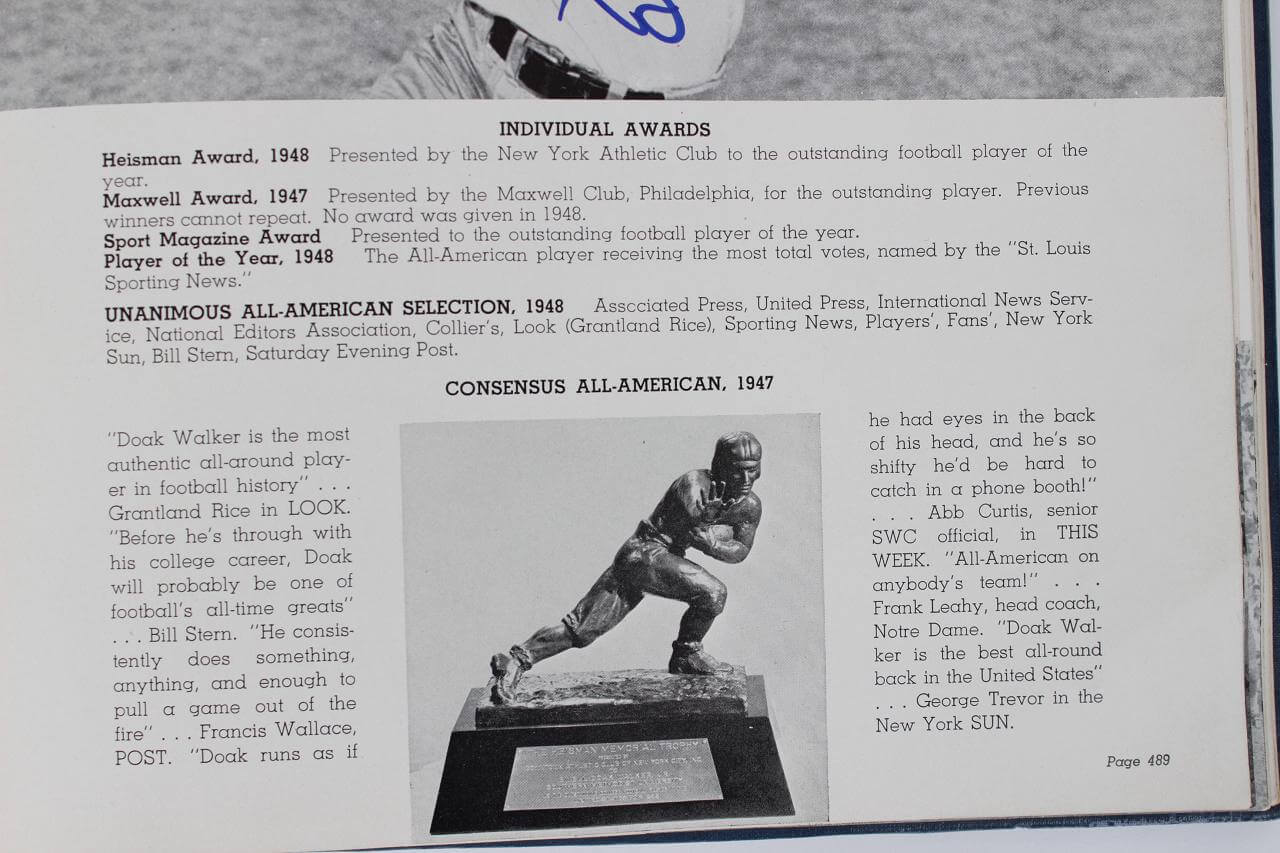 INDIVIDUAL AWARDS
Heisman Award, 1948 Presented by the New York Athletic Club to the outstanding football player of the
year.
Maxwell Award, 1947 Presented by the Maxwell Club, Philadelphia, for the outstanding player. Previous
winners cannot repeat. No award was given in 1948.
Sport Magazine Award Presented to the outstanding football player of the year.
Player of the Year, 1948 The All-American player receiving the most total votes, named by the "St. Louis
Sporting News."
UNANIMOUS ALL-AMERICAN SELECTION, 1948 Asscciated Press, United Press, International News Serv-
ice, National Editors Association, Collier's, Look (Grantland Rice), Sporting News, Players', Fans', New York
Sun, Bill Stern, Saturday Evening Post.
CONSENSUS ALL-AMERICAN, 1947
"Doak Walker is the most
authentic all-around play-
er in football history" . . .
Grantland Rice in LOOK.
"Before he's through with
his college career, Doak
will probably be one of
football's all-time greats"
. . . Bill Stern. "He consis-
tently does something,
anything, and enough to
pull a game out of the
fire" . . . Francis Wallace,
POST. "Doak runs as if
HEISMAN MEMORIAL TROPHY
ATHLETIC CLUB OF NEW YORK CITY, INC.
he had eyes in the back
of his head, and he's so
shifty he'd be hard to
catch in a phone booth!"
. . . Abb Curtis, senior
SWC official, in THIS
WEEK. "All-American on
anybody's team!" . . .
Frank Leahy, head coach,
Notre Dame. "Doak Wal-
ker is the best all-round
back in the United States"
. . . George Trevor in the
New York SUN.
Page 489